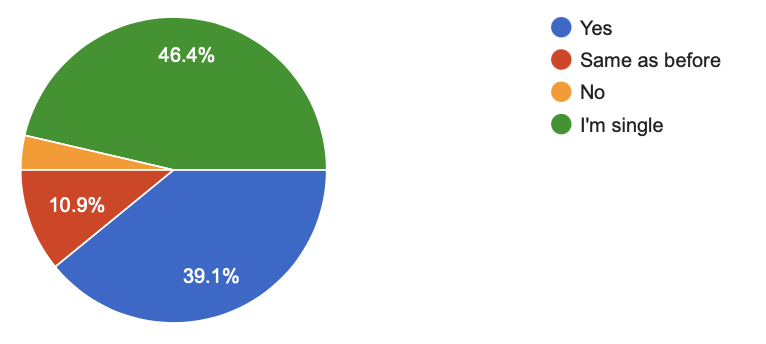 46.4%
10.9%
39.1%
Yes
Same as before
No
I'm single